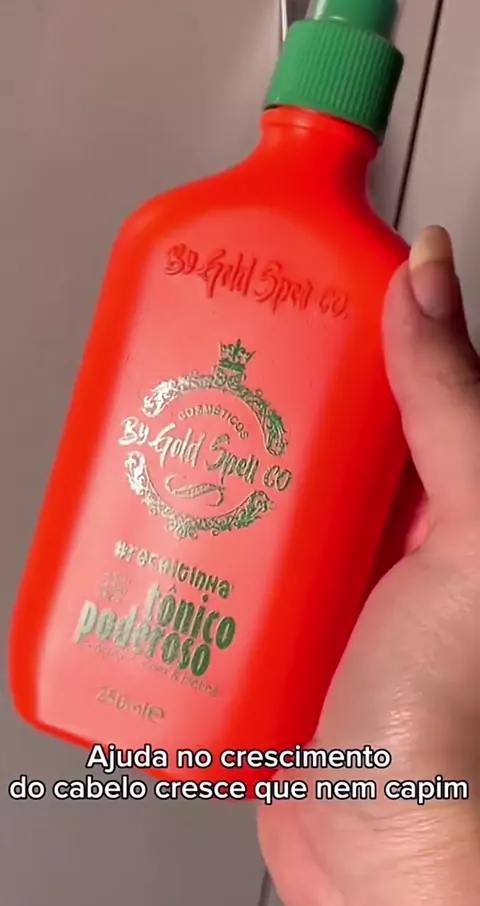 By Gold Spell CO.
COSMÉTICOS
By Gold Spell CO
tônico
poderoso
250 ml e
Ajuda no crescimento
do cabelo cresce que nem capim